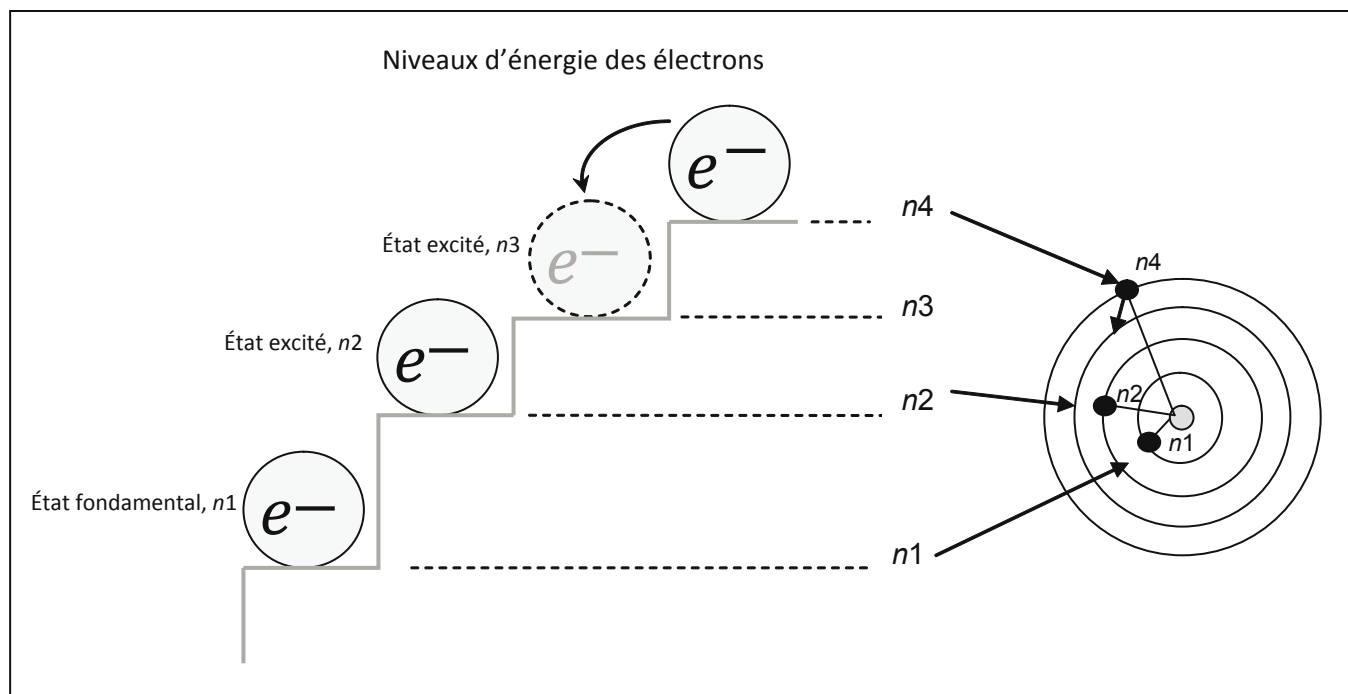 Niveaux d'énergie des électrons
e—
n4
État excité, n3
e—
n4
n3
État excité, n2
e—
n2
n2
n1
État fondamental, n1
e—
n1